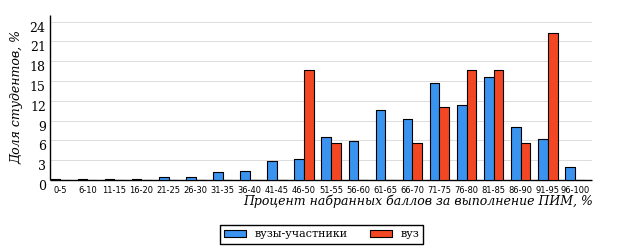 Доля студентов, %
24
21
18
15
12
9
6
3
0
0-5 6-10 11-15 16-20 21-25 26-30 31-35 36-40 41-45 46-50 51-55 56-60 61-65 66-70 71-75 76-80 81-85 86-90 91-95 96-100
Процент набранных баллов за выполнение ПИМ, %
вузы-участники вуз